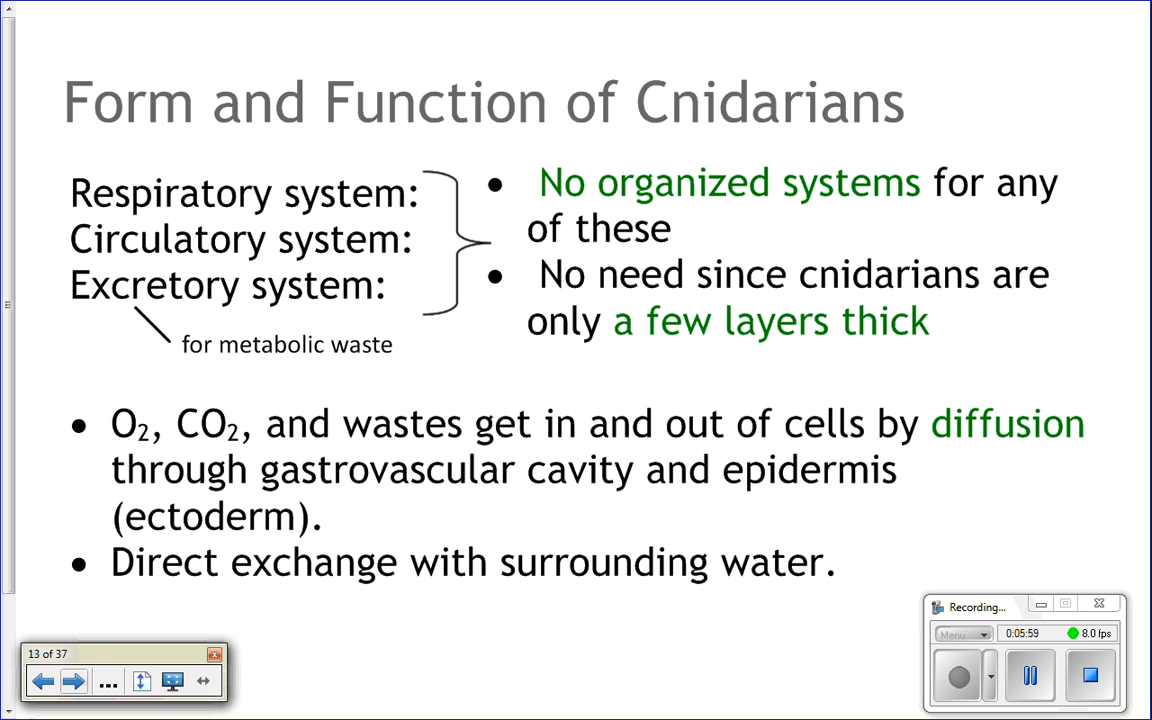 Form and Function of Cnidarians
Respiratory system:
Circulatory system:
Excretory system:
for metabolic waste
• No organized systems for any
of these
• No need since cnidarians are
only a few layers thick
• O₂, CO₂, and wastes get in and out of cells by diffusion
through gastrovascular cavity and epidermis
(ectoderm).
• Direct exchange with surrounding water.
13 of 37
...
Recording...
Menu
0:05:59
8.0 fps